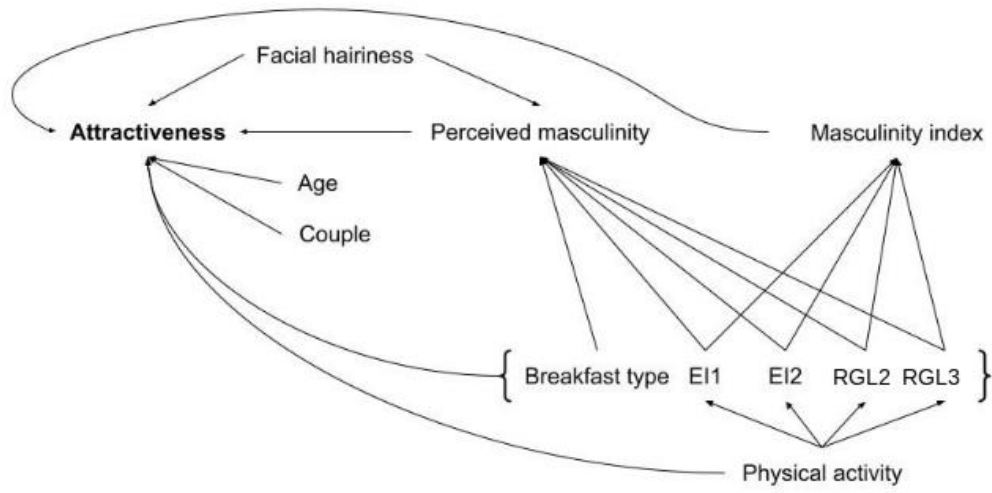 Facial hairiness
Attractiveness
Perceived masculinity
Masculinity index
Age
Couple
Breakfast type EI1 EI2 RGL2 RGL3
Physical activity